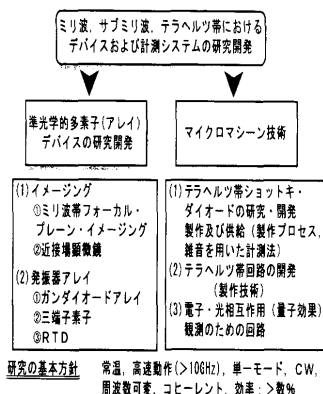 ミリ波，サブミリ波，テラヘルツ帯における
デバイスおよび計測システムの研究開発
準光学的多素子(アレイ)
デバイスの研究開発
マイクロマシーン技術
(1) イメージング
①ミリ波帯フォーカル・
プレーン・イメージング
②近接場顕微鏡
(2) 発振器アレイ
①ガンダイオードアレイ
②三端子素子
③RTD
(1) テラヘルツ帯ショットキ・
ダイオードの研究・開発
製作及び供給 (製作プロセス,
雑音を用いた計測法)
(2) テラヘルツ帯回路の開発
(製作技術)
(3) 電子・光相互作用 (量子効果)
観測のための回路
研究の基本方針 常温, 高速動作(>10GHz), 単一モード, CW,
周波数可変, コヒーレント, 効率:>数%